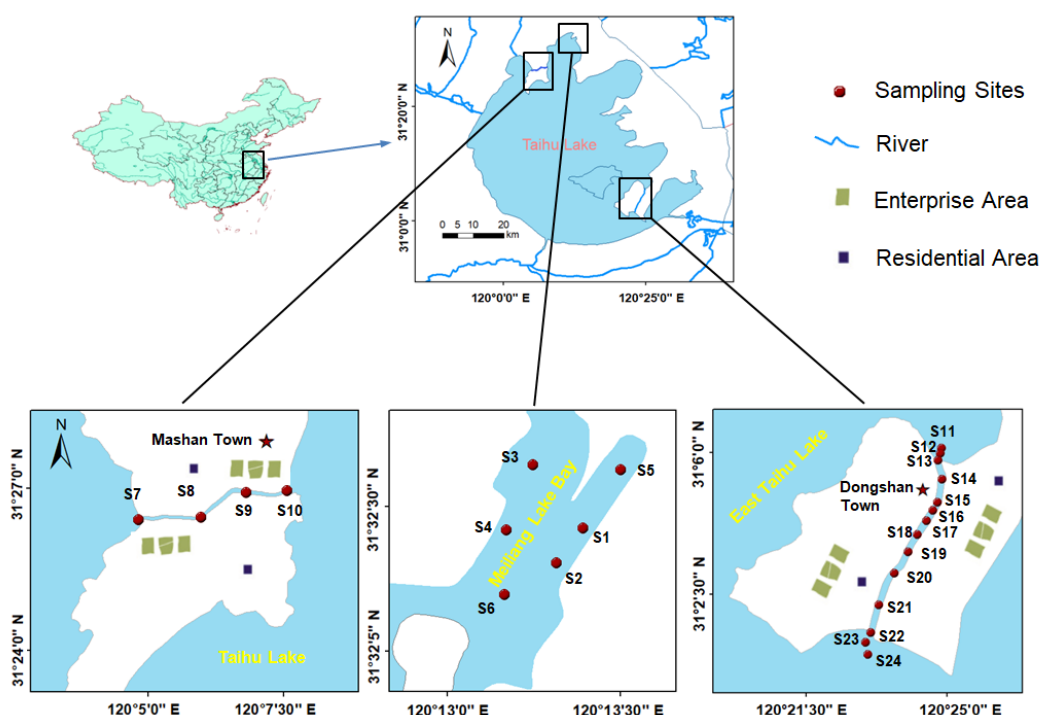 N
31°20'0" N
31°0'0" N
Taihu Lake
0 5 10 20
km
120°0'0" E
120°25'0" E
Sampling Sites
River
Enterprise Area
Residential Area
N
Mashan Town
S7
S8
S9
S10
Taihu Lake
31°27'0" N
31°24'0" N
120°5'0" E
120°7'30" E
S3
S5
S4
S1
S2
S6
Meiliang Lake Bay
31°32'30" N
31°32'5" N
120°13'0" E
120°13'30" E
East Taihu Lake
Dongshan
Town
S11
S12
S13
S14
S15
S16
S17
S18
S19
S20
S21
S22
S23
S24
31°6'0" N
31°2'30" N
120°21'30" E
120°25'0" E